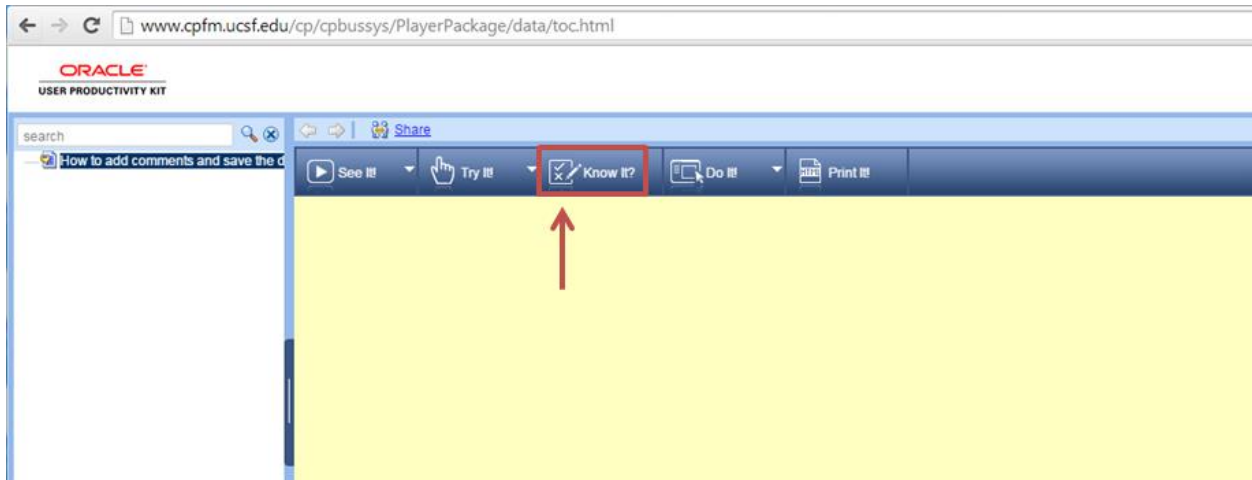 www.cpfm.ucsf.edu/cp/cpbussys/PlayerPackage/data/toc.html
ORACLE
USER PRODUCTIVITY KIT
search
Share
How to add comments and save the d
See It! Try It! Know It? Do It! Print It!